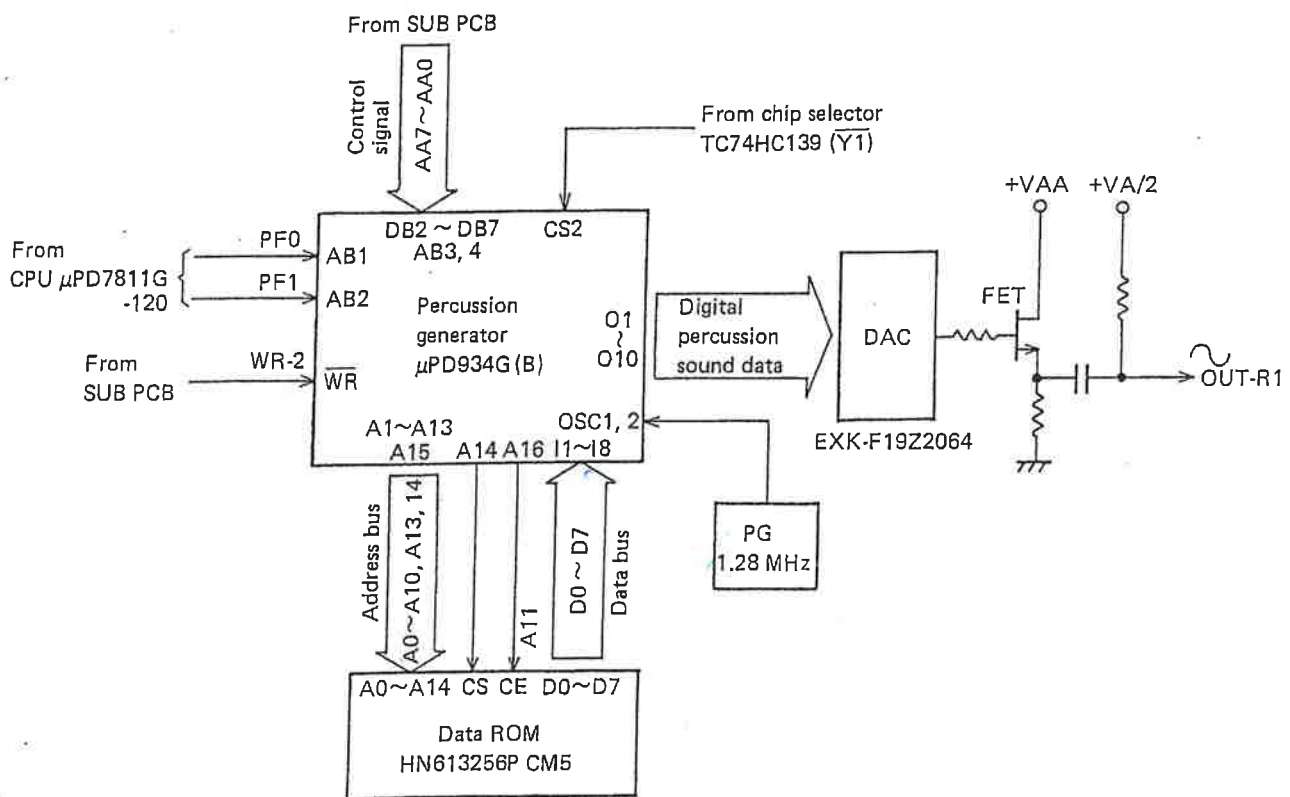 From SUB PCB
Control
signal
AA7~AA0
From chip selector
TC74HC139 (Y1)
+VAA
+VA/2
DB2 ~ DB7
AB3, 4
CS2
From
CPU μPD7811G
-120
PF0
AB1
PF1
AB2
From
SUB PCB
WR-2
WR
Percussion
generator
μPD934G (B)
O1
~
O10
Digital
percussion
sound data
DAC
EXK-F19Z2064
FET
OUT-R1
A1~A13
A15
A14
A16
I1~I8
OSC1, 2
PG
1.28 MHz
Address bus
A0~A10, A13, 14
A11
D0 ~ D7
Data bus
A0~A14
CS
CE
D0~D7
Data ROM
HN613256P CM5